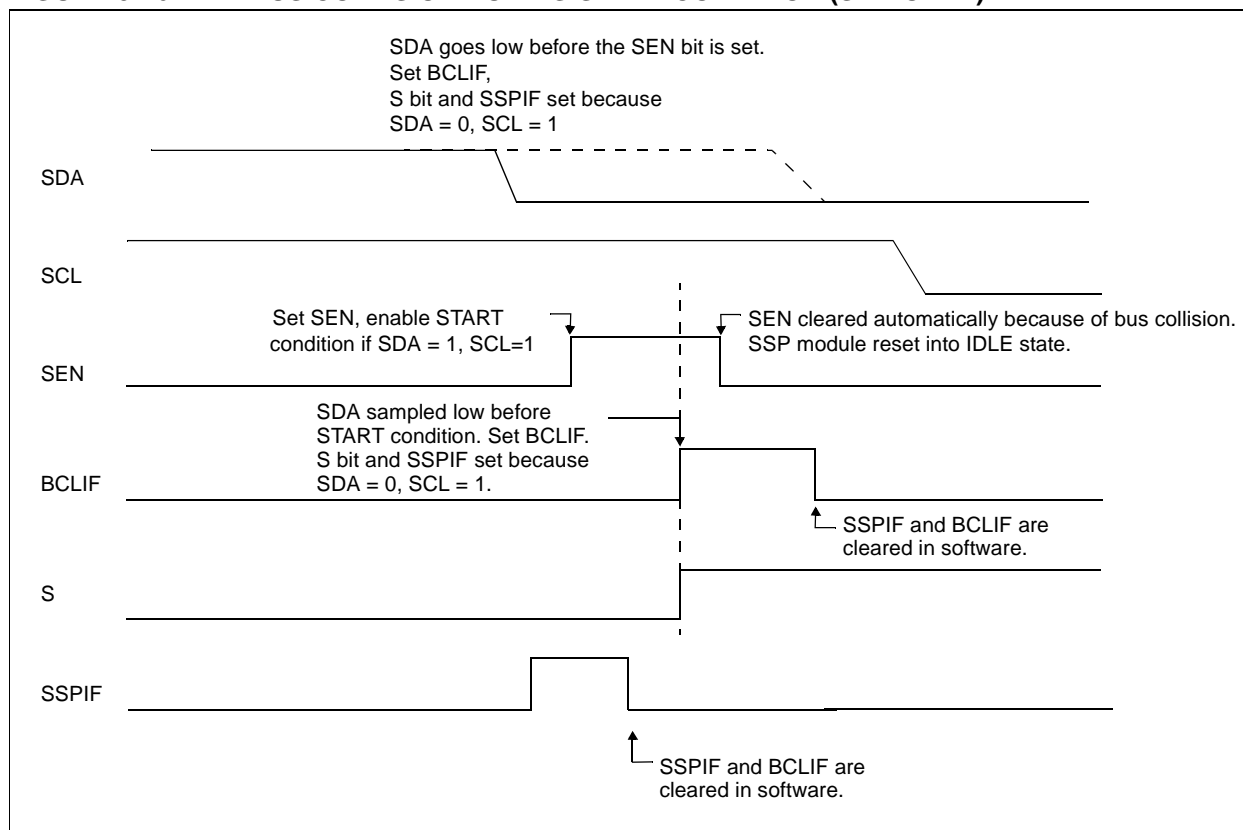 SDA goes low before the SEN bit is set.
Set BCLIF,
S bit and SSPIF set because
SDA = 0, SCL = 1
SDA
SCL
Set SEN, enable START
condition if SDA = 1, SCL=1
SEN cleared automatically because of bus collision.
SSP module reset into IDLE state.
SEN
SDA sampled low before
START condition. Set BCLIF.
S bit and SSPIF set because
SDA = 0, SCL = 1.
BCLIF
SSPIF and BCLIF are
cleared in software.
S
SSPIF
SSPIF and BCLIF are
cleared in software.